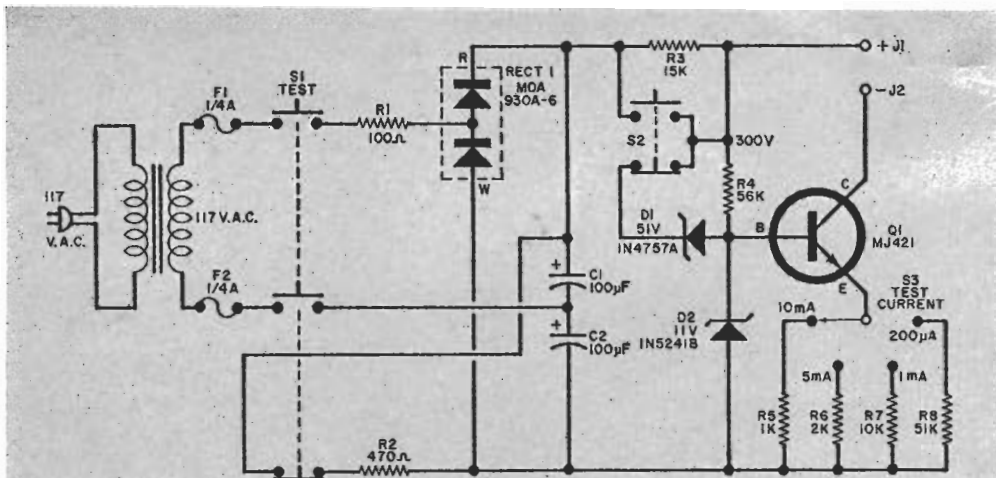 117
V.A.C.
F1
1/4A
117 V.A.C.
F2
1/4A
S1
TEST
R1
100Ω
R
RECT 1
MDA
930A-6
W
R2
470Ω
+
C1
100µF
+
C2
100µF
R3
15K
S2
300V
R4
56K
D1
51V
1N4757A
D2
11V
1N5241B
B
C
E
Q1
MJ421
+ J1
- J2
S3
TEST
CURRENT
10mA
200µA
5mA
1mA
R5
1K
R6
2K
R7
10K
R8
51K